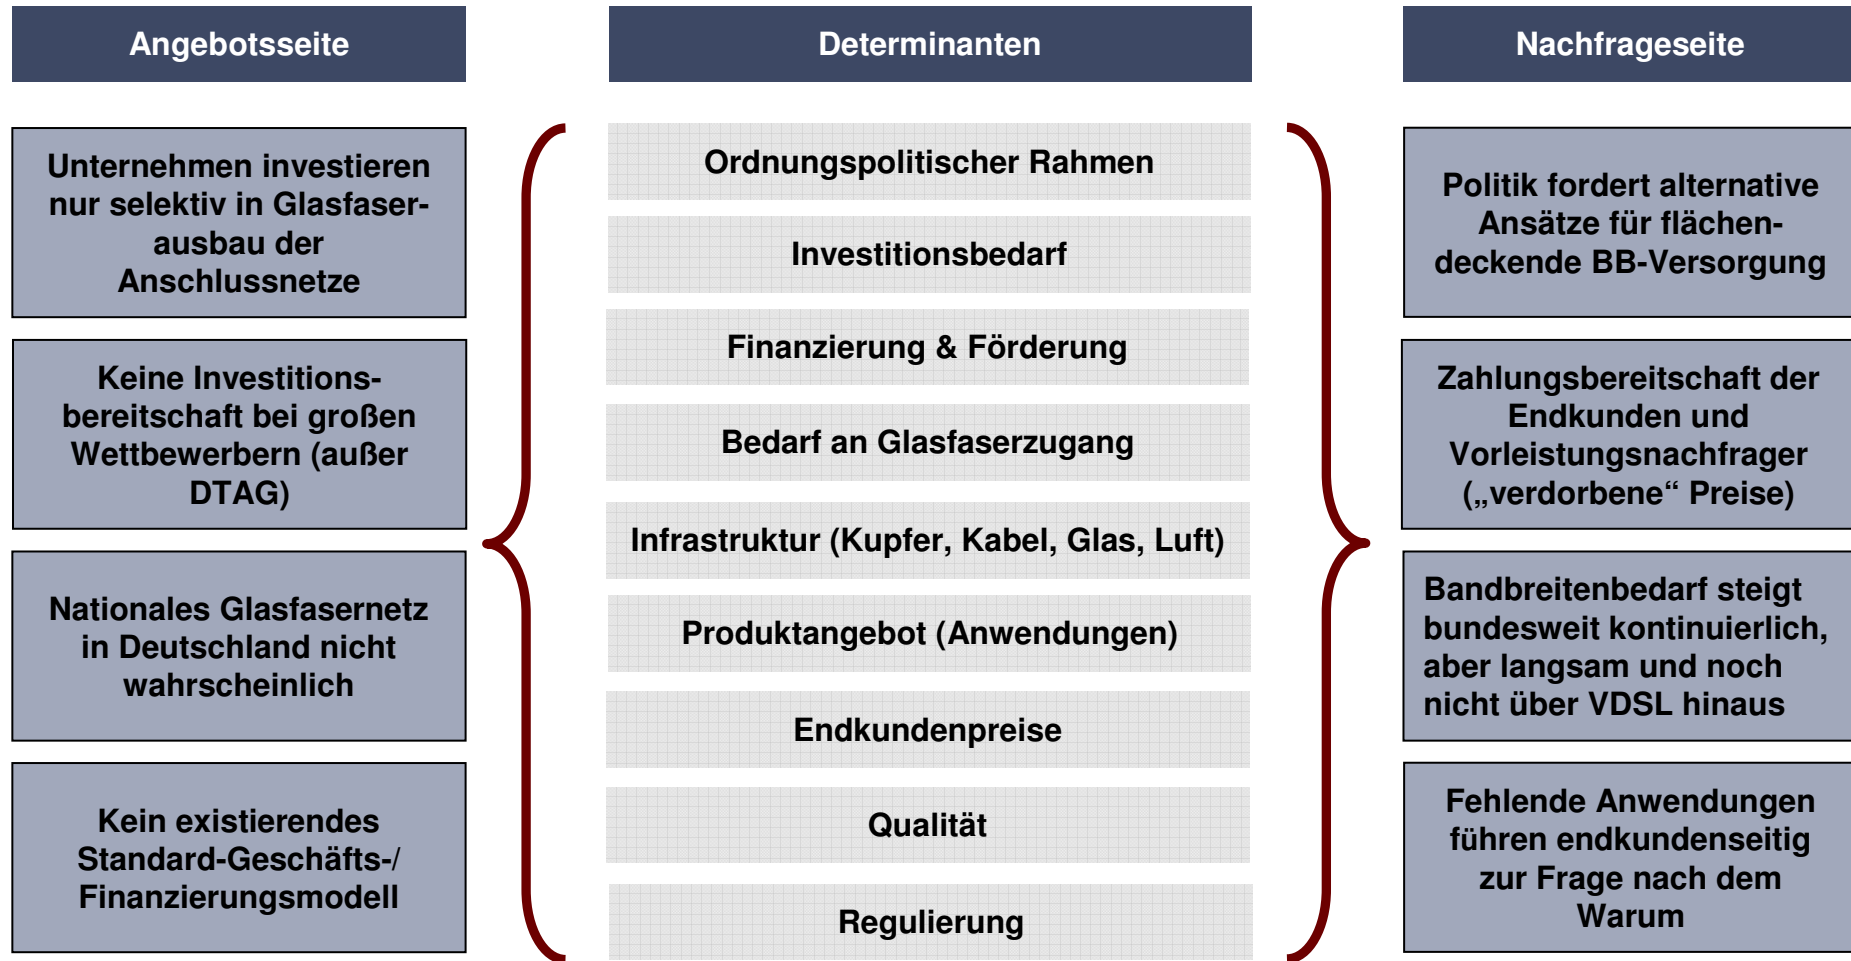 Angebotsseite
Unternehmen investieren
nur selektiv in Glasfaser-
ausbau der
Anschlussnetze
Keine Investitions-
bereitschaft bei großen
Wettbewerbern (außer
DTAG)
Nationales Glasfasernetz
in Deutschland nicht
wahrscheinlich
Kein existierendes
Standard-Geschäfts-/
Finanzierungsmodell
Determinanten
Ordnungspolitischer Rahmen
Investitionsbedarf
Finanzierung & Förderung
Bedarf an Glasfaserzugang
Infrastruktur (Kupfer, Kabel, Glas, Luft)
Produktangebot (Anwendungen)
Endkundenpreise
Qualität
Regulierung
Nachfrageseite
Politik fordert alternative
Ansätze für flächen-
deckende BB-Versorgung
Zahlungsbereitschaft der
Endkunden und
Vorleistungsnachfrager
(„verdorbene“ Preise)
Bandbreitenbedarf steigt
bundesweit kontinuierlich,
aber langsam und noch
nicht über VDSL hinaus
Fehlende Anwendungen
führen endkundenseitig
zur Frage nach dem
Warum